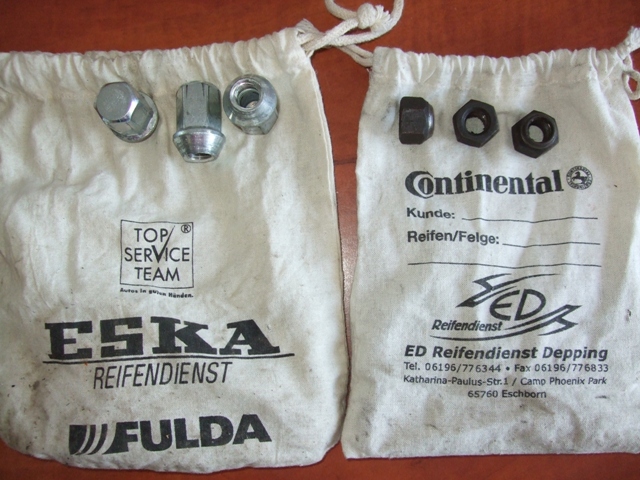 TOP ®
SERVICE
TEAM
Autos in guten Händen.
ESKA
REIFENDIENST
FULDA
Continental
Kunde:
Reifen/Felge:
ED
Reifendienst
ED Reifendienst Depping
Tel. 06196/776344 • Fax 06196/776833
Katharina-Paulus-Str.1 / Camp Phoenix Park
65760 Eschborn